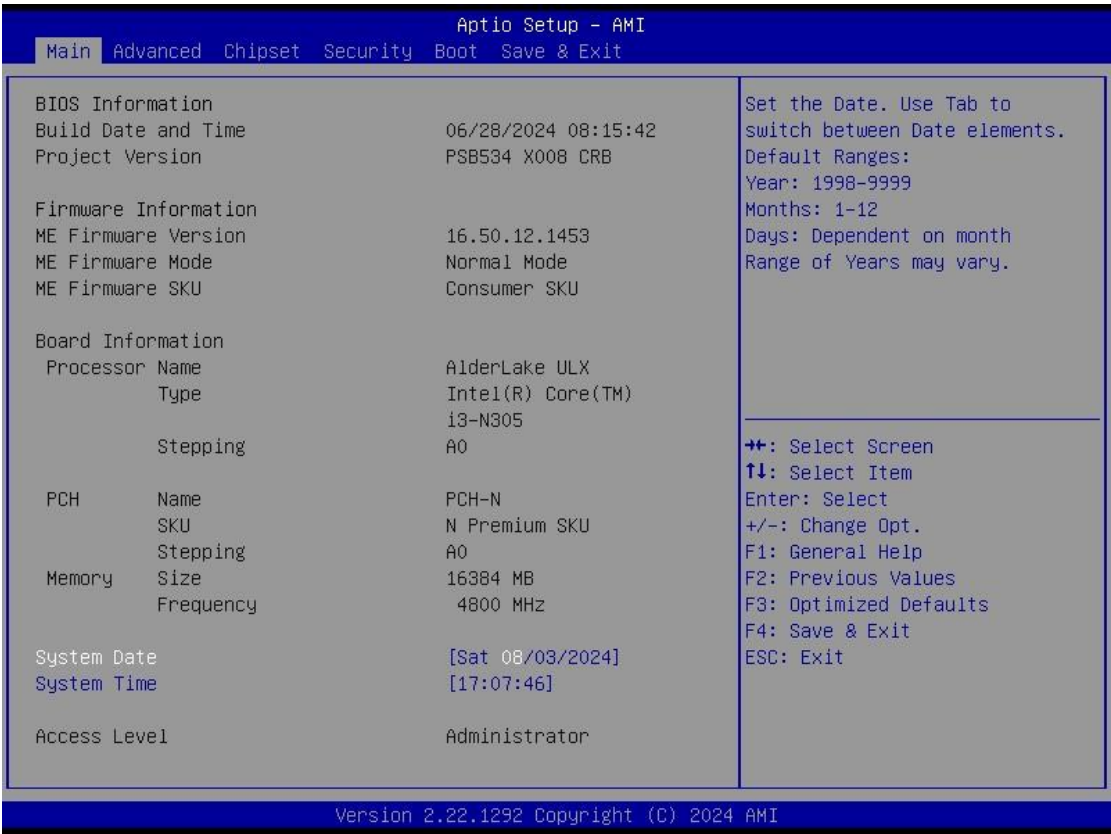 Aptio Setup - AMI
Main Advanced Chipset Security Boot Save & Exit
BIOS Information
Build Date and Time 06/28/2024 08:15:42
Project Version PSB534 X008 CRB
Firmware Information
ME Firmware Version 16.50.12.1453
ME Firmware Mode Normal Mode
ME Firmware SKU Consumer SKU
Board Information
Processor Name AlderLake ULX
Type Intel(R) Core(TM)
i3-N305
Stepping A0
PCH Name PCH-N
SKU N Premium SKU
Stepping A0
Memory Size 16384 MB
Frequency 4800 MHz
System Date [Sat 08/03/2024]
System Time [17:07:46]
Access Level Administrator
Set the Date. Use Tab to
switch between Date elements.
Default Ranges:
Year: 1998-9999
Months: 1-12
Days: Dependent on month
Range of Years may vary.
→←: Select Screen
↑↓: Select Item
Enter: Select
+/-: Change Opt.
F1: General Help
F2: Previous Values
F3: Optimized Defaults
F4: Save & Exit
ESC: Exit
Version 2.22.1292 Copyright (C) 2024 AMI